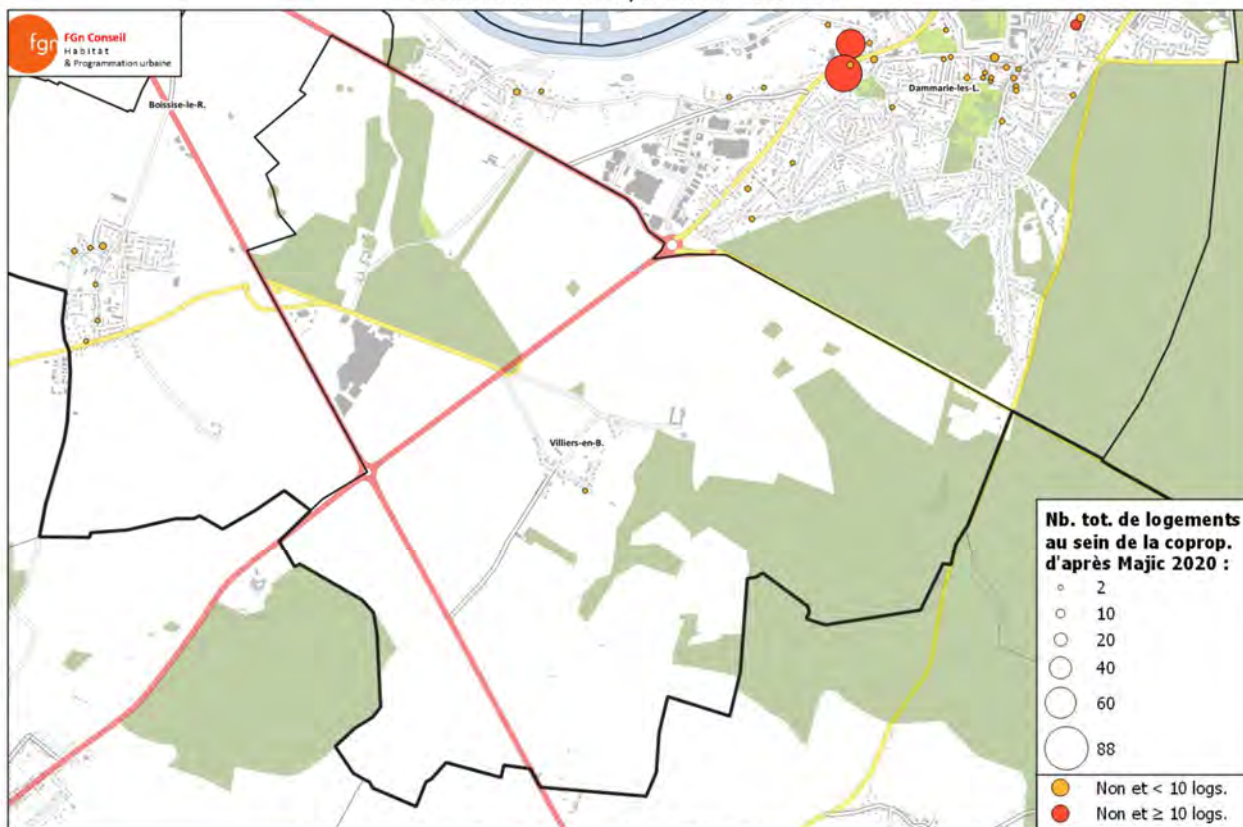 fgn
FGn Conseil
Habitat
& Programmation urbaine
Boissise-le-R.
Dammarie-les-L.
Villiers-en-B.
Nb. tot. de logements
au sein de la coprop.
d'après Majic 2020 :
2
10
20
40
60
88
Non et < 10 logs.
Non et ≥ 10 logs.